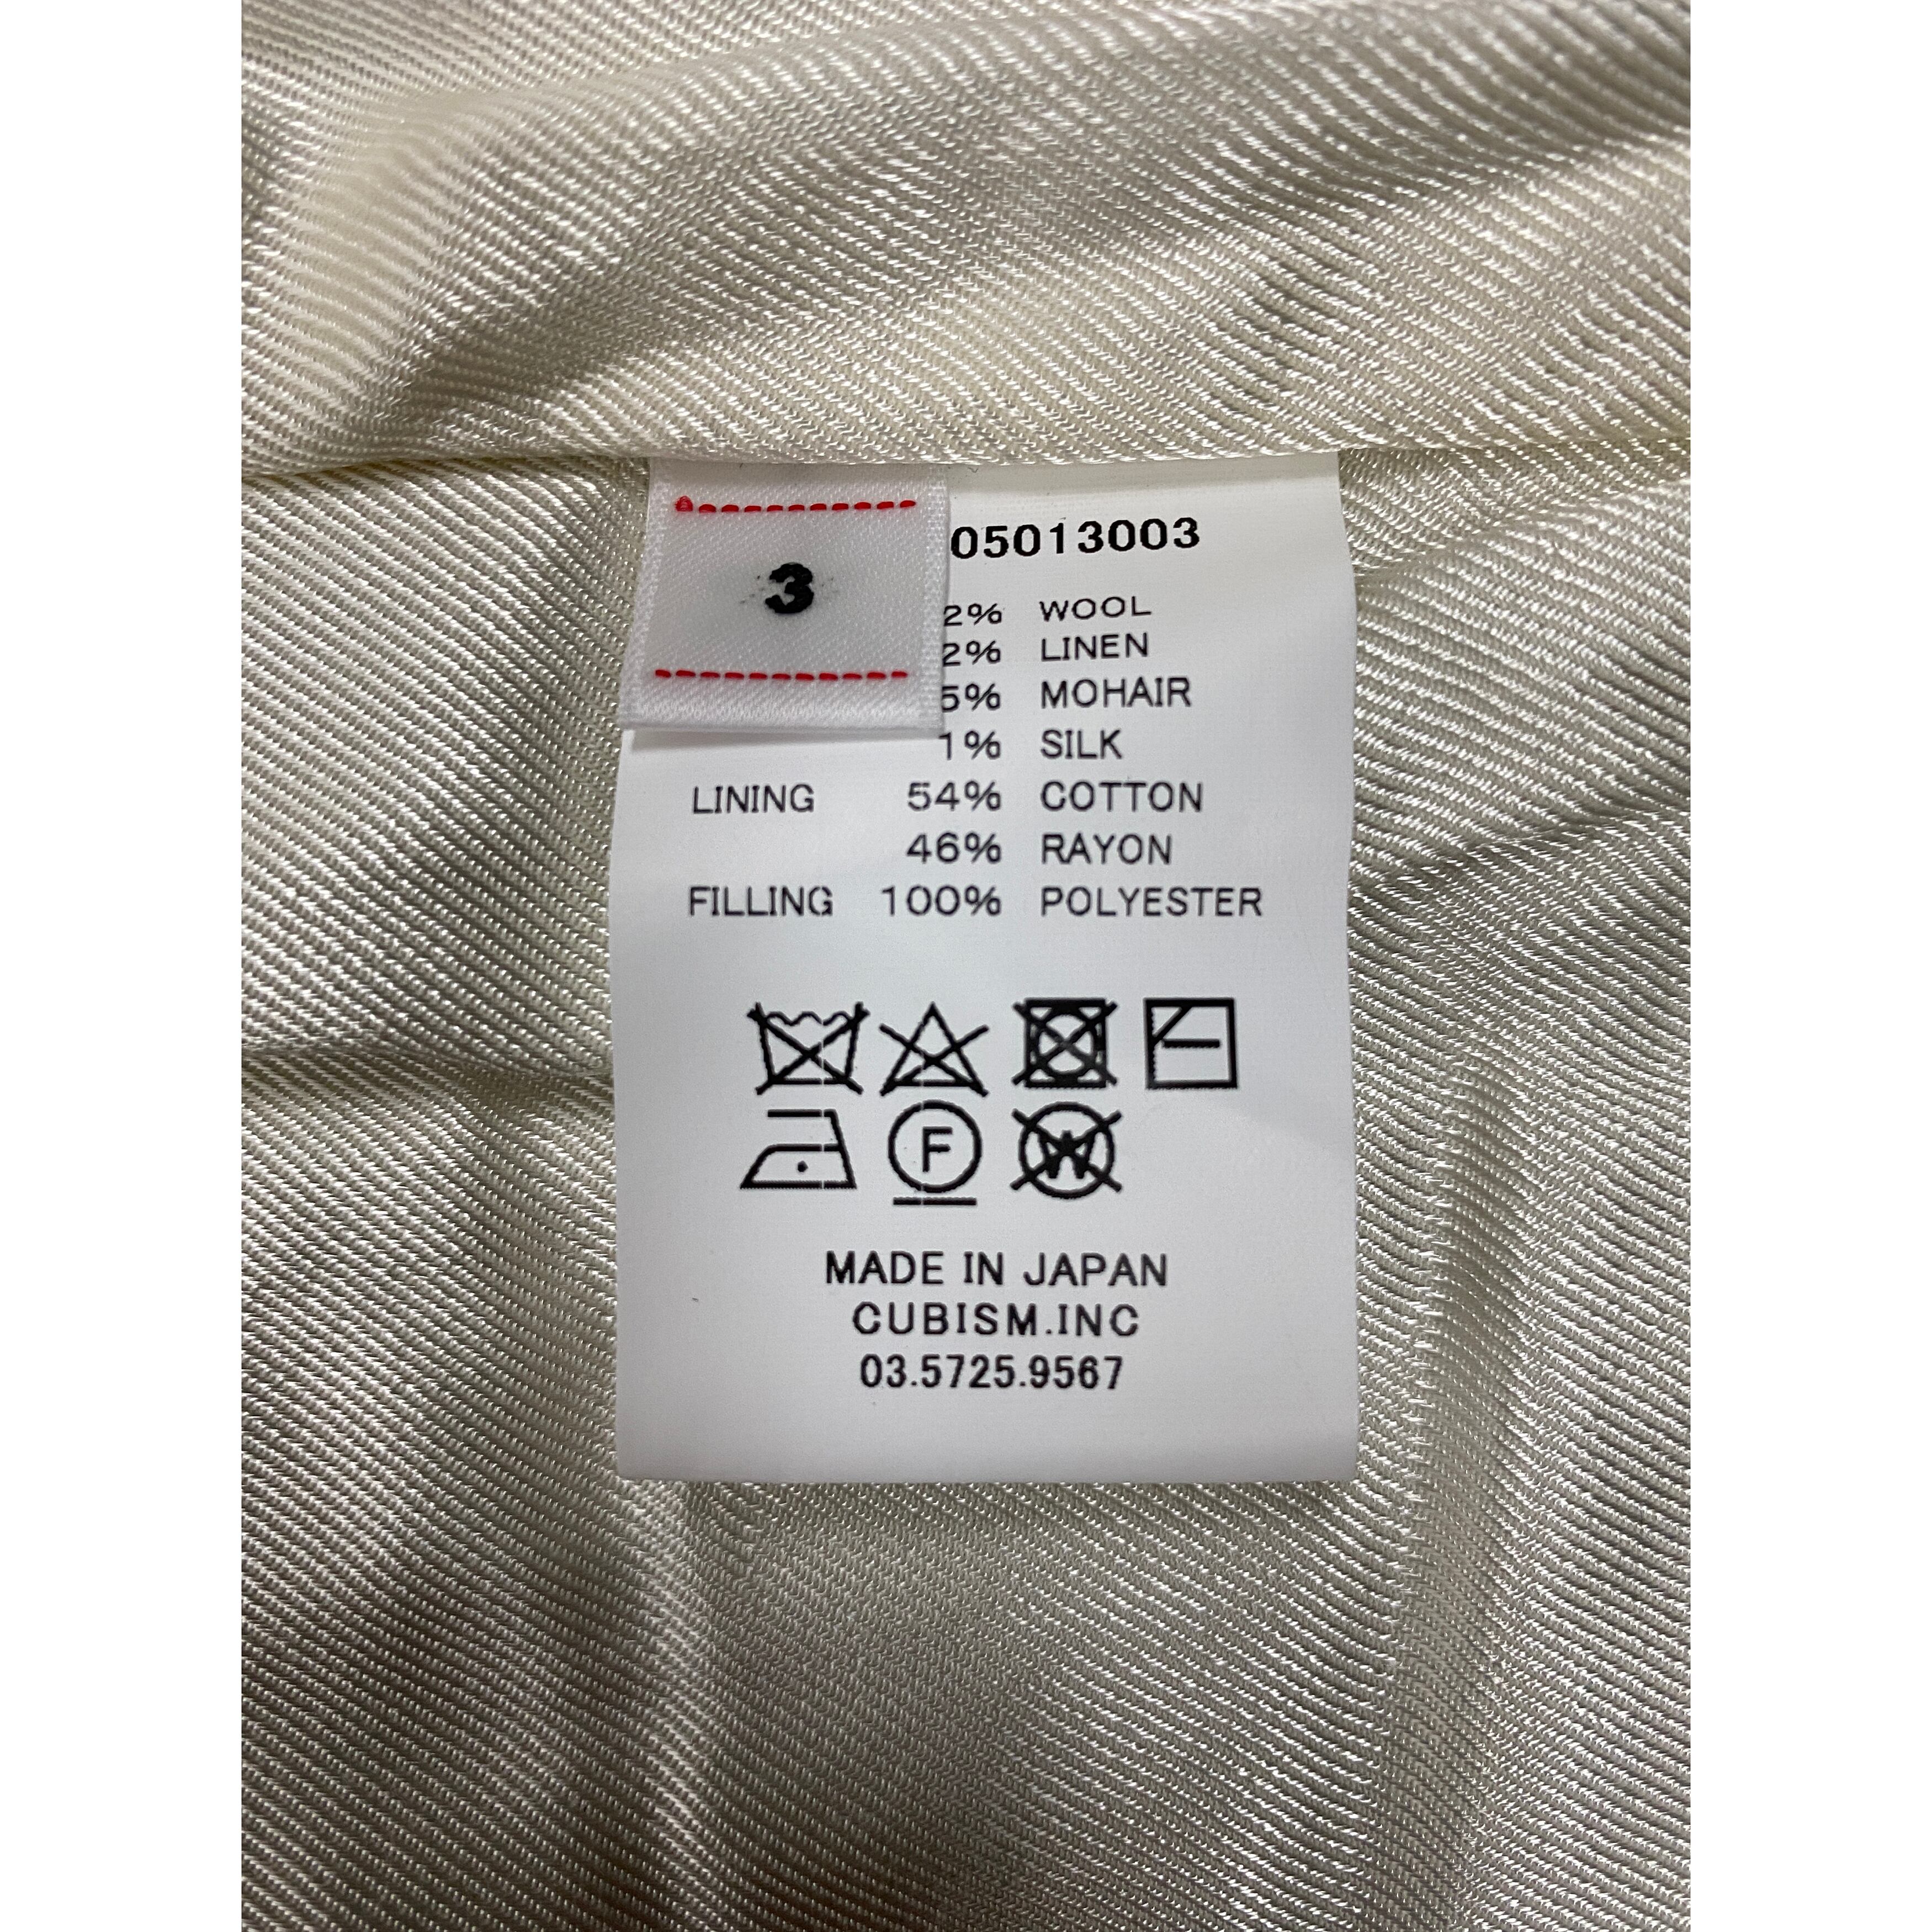 3
05013003
2% WOOL
2% LINEN
5% MOHAIR
1% SILK
LINING 54% COTTON
46% RAYON
FILLING 100% POLYESTER
F
W
MADE IN JAPAN
CUBISM.INC
03.5725.9567